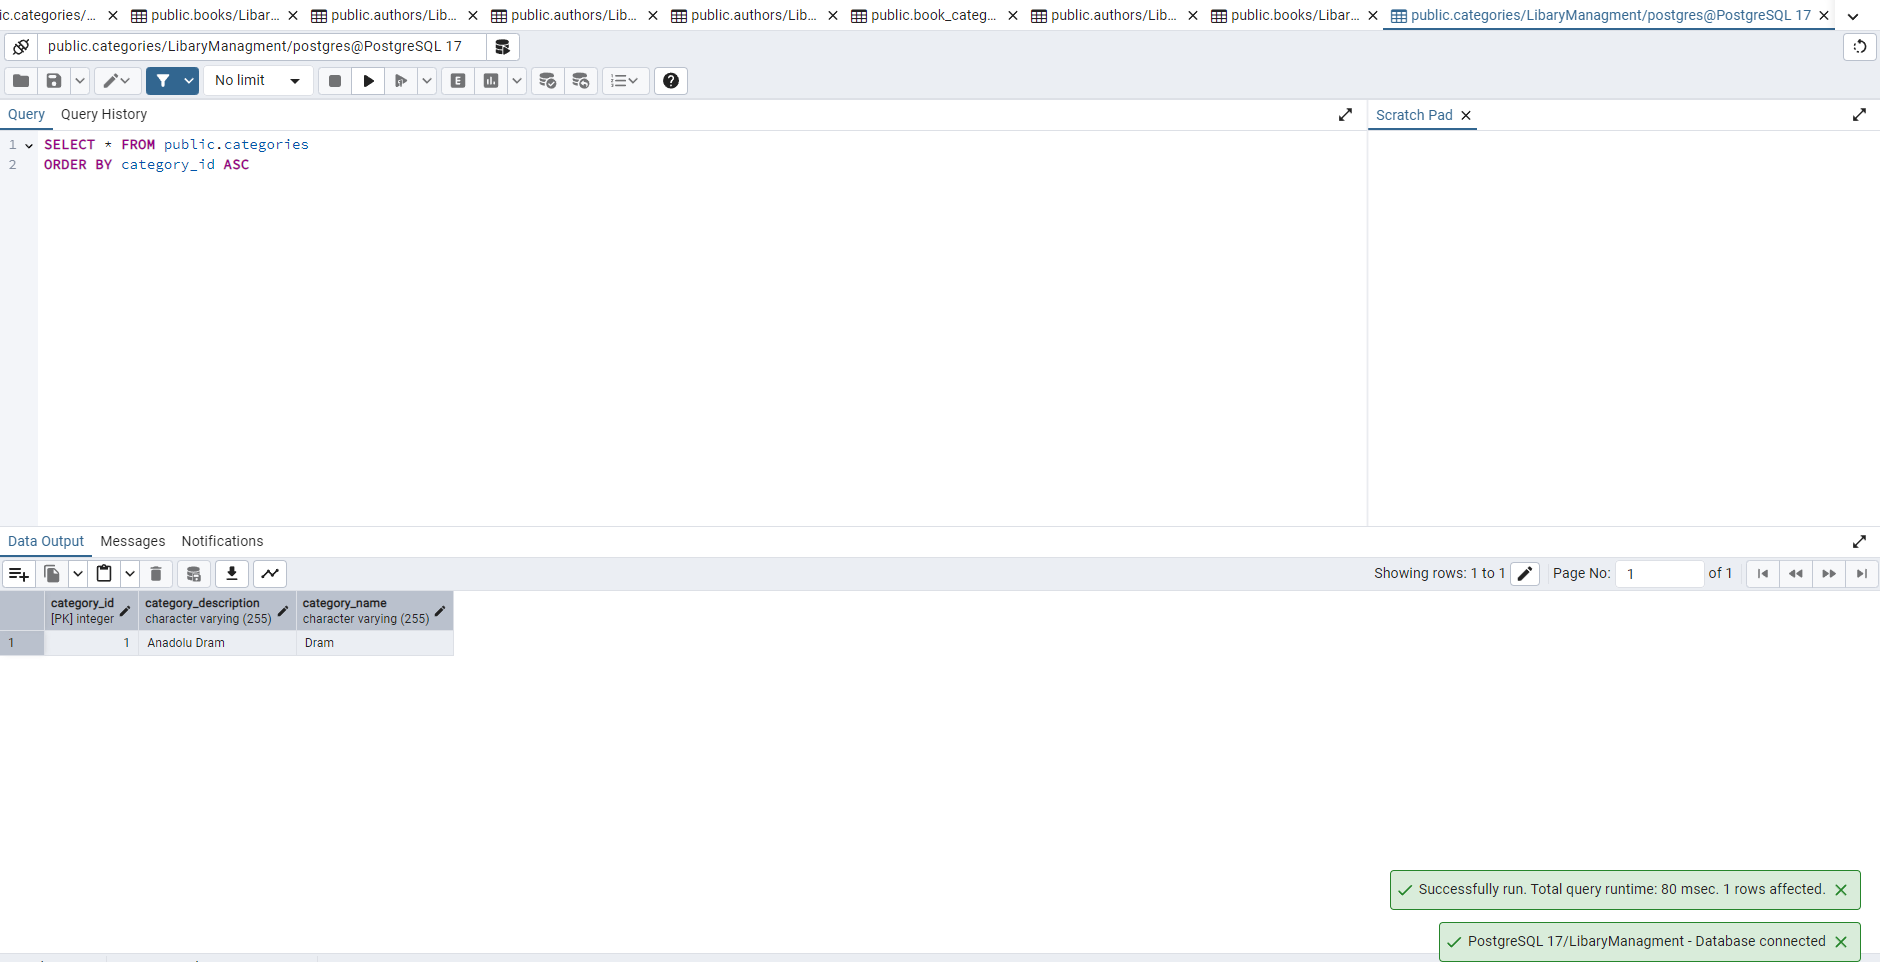 ic.categories/...
public.books/Libar...
public.authors/Lib...
public.authors/Lib...
public.authors/Lib...
public.book_categ...
public.authors/Lib...
public.books/Libar...
public.categories/LibaryManagment/postgres@PostgreSQL 17
public.categories/LibaryManagment/postgres@PostgreSQL 17
No limit
Query
Query History
Scratch Pad
1 SELECT * FROM public.categories
2 ORDER BY category_id ASC
Data Output
Messages
Notifications
Showing rows: 1 to 1
Page No: 1 of 1
category_id
[PK] integer
category_description
character varying (255)
category_name
character varying (255)
1 1 Anadolu Dram Dram
Successfully run. Total query runtime: 80 msec. 1 rows affected.
PostgreSQL 17/LibaryManagment - Database connected